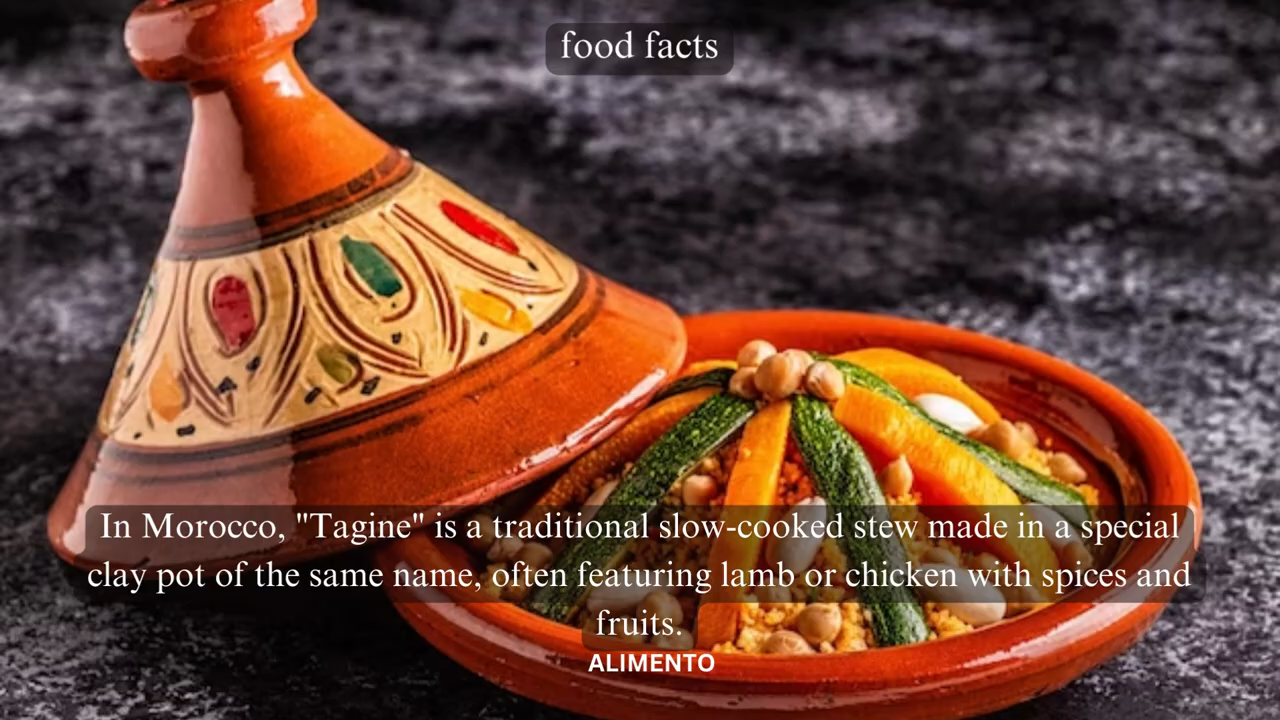 food facts
In Morocco, "Tagine" is a traditional slow-cooked stew made in a special
clay pot of the same name, often featuring lamb or chicken with spices and
fruits.
ALIMENTO